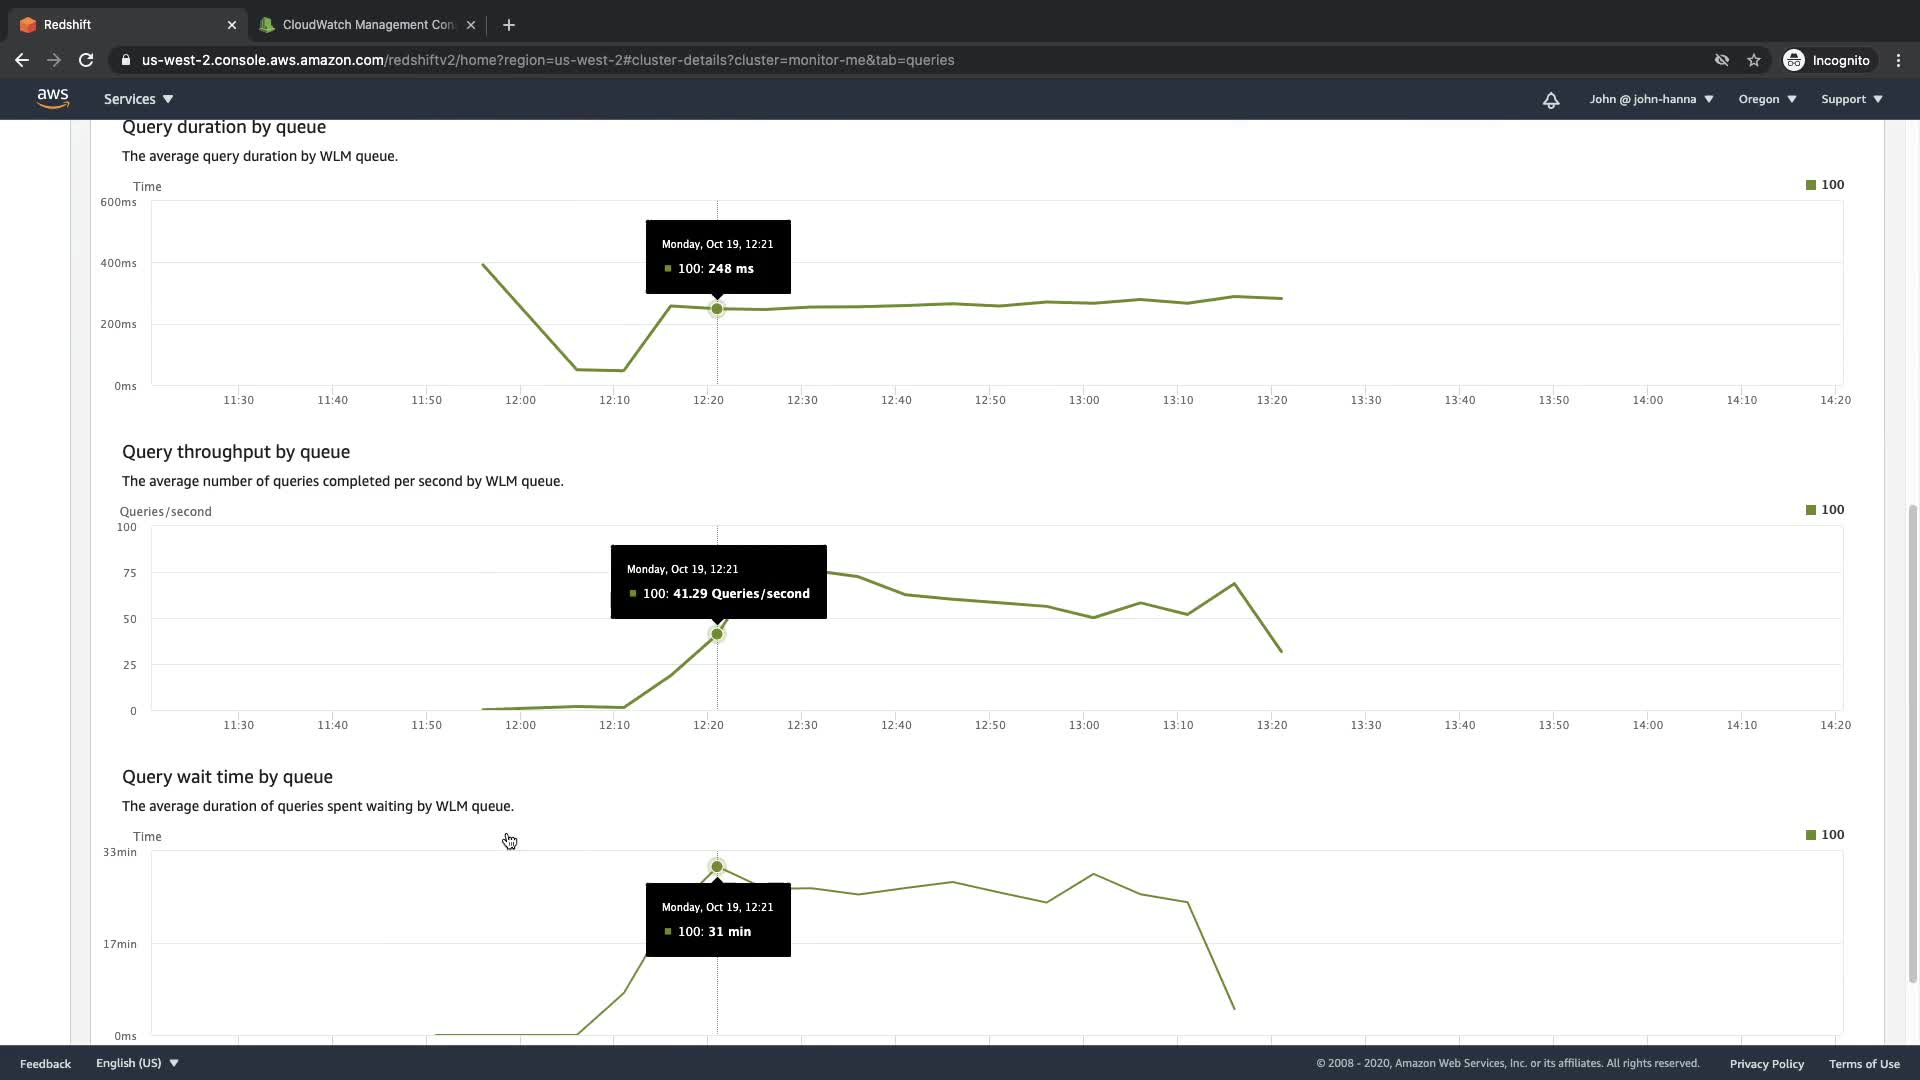 Redshift
CloudWatch Management Con
us-west-2.console.aws.amazon.com/redshiftv2/home?region=us-west-2#cluster-details?cluster=monitor-me&tab=queries
Incognito
aws
Services
John @ john-hanna
Oregon
Support
Query duration by queue
The average query duration by WLM queue.
Time
100
600ms
400ms
200ms
0ms
Monday, Oct 19, 12:21
100: 248 ms
11:30 11:40 11:50 12:00 12:10 12:20 12:30 12:40 12:50 13:00 13:10 13:20 13:30 13:40 13:50 14:00 14:10 14:20
Query throughput by queue
The average number of queries completed per second by WLM queue.
Queries/second
100
100
75
50
25
0
Monday, Oct 19, 12:21
100: 41.29 Queries/second
11:30 11:40 11:50 12:00 12:10 12:20 12:30 12:40 12:50 13:00 13:10 13:20 13:30 13:40 13:50 14:00 14:10 14:20
Query wait time by queue
The average duration of queries spent waiting by WLM queue.
Time
100
33min
17min
0ms
Monday, Oct 19, 12:21
100: 31 min
Feedback
English (US)
© 2008 - 2020, Amazon Web Services, Inc. or its affiliates. All rights reserved.
Privacy Policy
Terms of Use